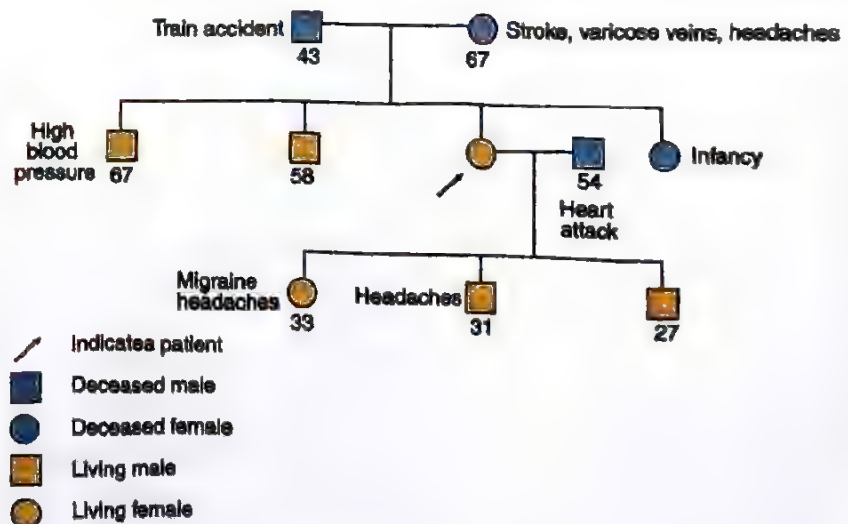 Train accident
43
67
Stroke, varicose veins, headaches
High
blood
pressure 67
58
54
Heart
attack
Infancy
Migraine
headaches
33
Headaches
31
27
Indicates patient
Deceased male
Deceased female
Living male
Living female